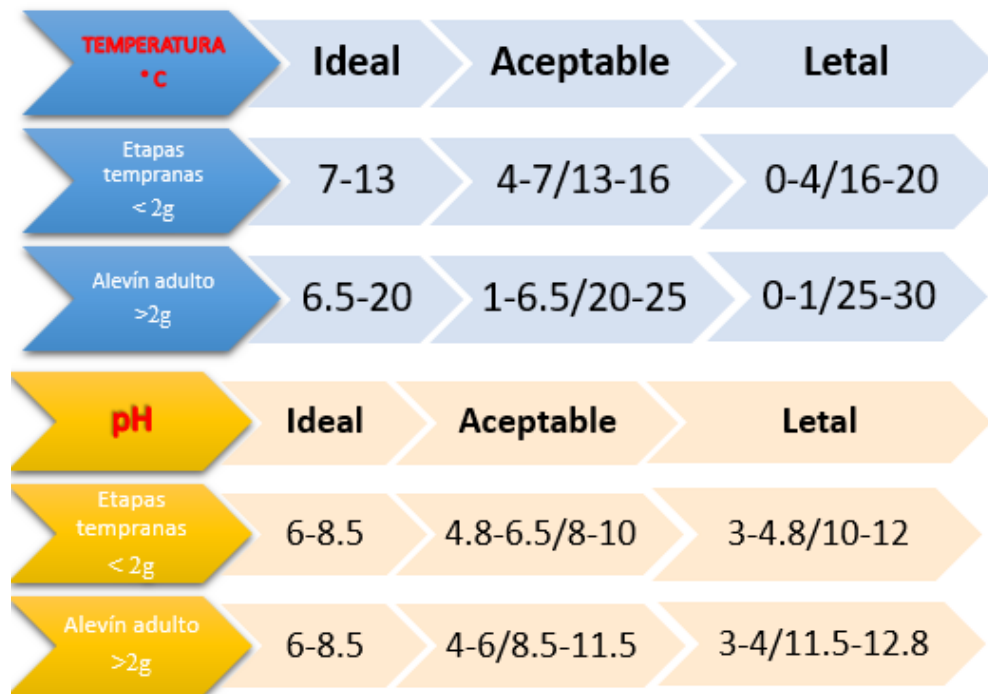 TEMPERATURA
° C
Ideal
Aceptable
Letal
Etapas
tempranas
< 2g
7-13
4-7/13-16
0-4/16-20
Alevín adulto
>2g
6.5-20
1-6.5/20-25
0-1/25-30
pH
Ideal
Aceptable
Letal
Etapas
tempranas
< 2g
6-8.5
4.8-6.5/8-10
3-4.8/10-12
Alevín adulto
>2g
6-8.5
4-6/8.5-11.5
3-4/11.5-12.8